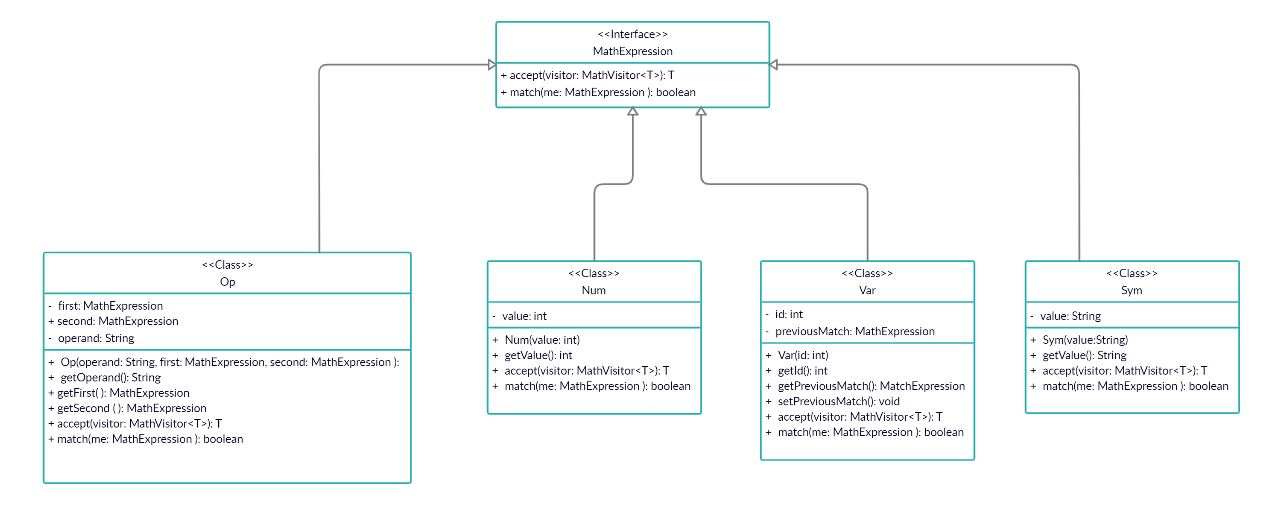 <<Interface>>
MathExpression
+ accept(visitor: MathVisitor<T>): T
+ match(me: MathExpression ): boolean
<<Class>>
Op
- first: MathExpression
+ second: MathExpression
- operand: String
+ Op(operand: String, first: MathExpression, second: MathExpression ):
+ getOperand(): String
+ getFirst( ): MathExpression
+ getSecond ( ): MathExpression
+ accept(visitor: MathVisitor<T>): T
+ match(me: MathExpression ): boolean
<<Class>>
Num
- value: int
+ Num(value: int)
+ getValue(): int
+ accept(visitor: MathVisitor<T>): T
+ match(me: MathExpression ): boolean
<<Class>>
Var
- id: int
- previousMatch: MathExpression
+ Var(id: int)
+ getId(): int
+ getPreviousMatch(): MatchExpression
+ setPreviousMatch(): void
+ accept(visitor: MathVisitor<T>): T
+ match(me: MathExpression ): boolean
<<Class>>
Sym
- value: String
+ Sym(value:String)
+ getValue(): String
+ accept(visitor: MathVisitor<T>): T
+ match(me: MathExpression ): boolean